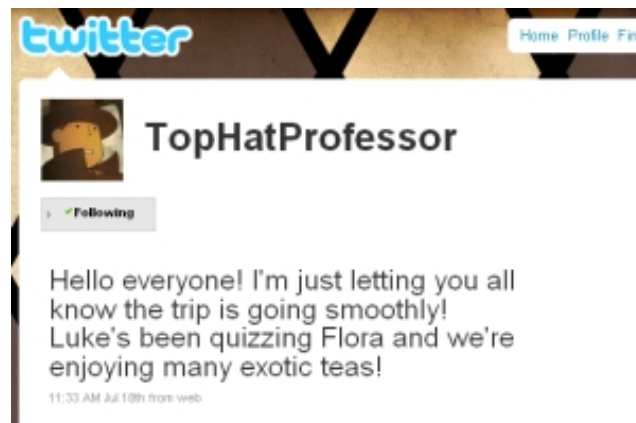 twitter
Home Profile
TopHatProfessor
Following
Hello everyone! I'm just letting you all
know the trip is going smoothly!
Luke's been quizzing Flora and we're
enjoying many exotic teas!
11:33 AM Jul 18th from web